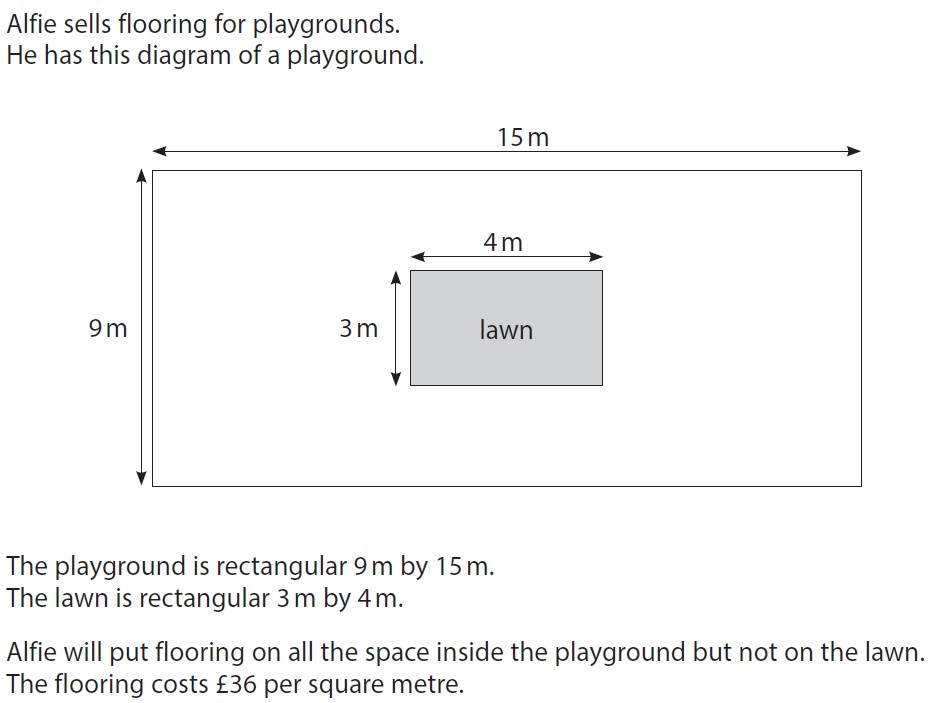 Alfie sells flooring for playgrounds.
He has this diagram of a playground.
15 m
4 m
9 m
3 m
lawn
The playground is rectangular 9 m by 15 m.
The lawn is rectangular 3 m by 4 m.
Alfie will put flooring on all the space inside the playground but not on the lawn.
The flooring costs £36 per square metre.